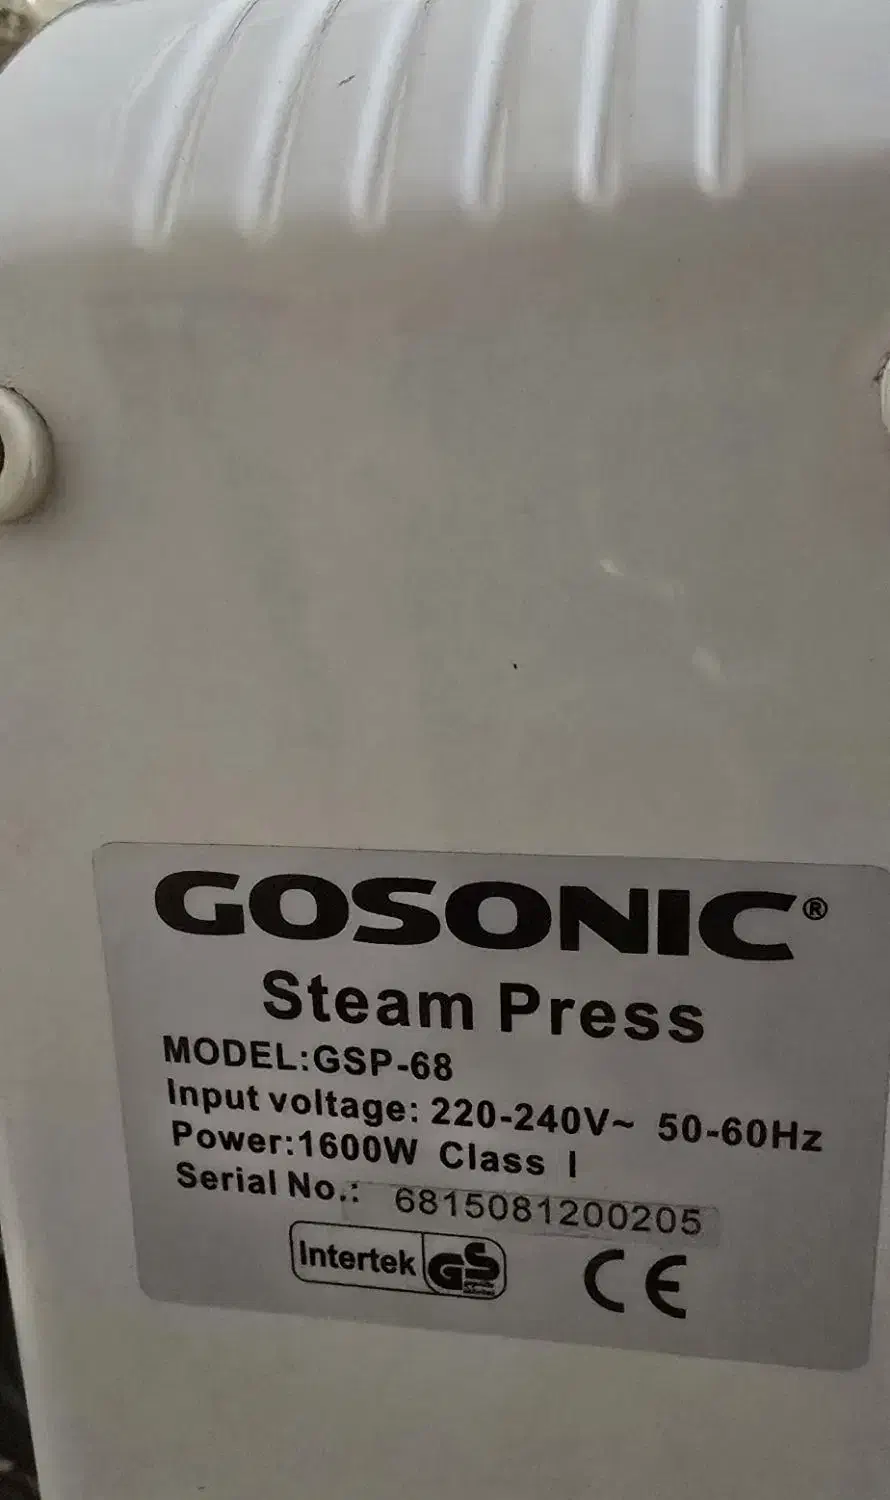 GOSONIC®
Steam Press
MODEL:GSP-68
Input voltage: 220-240V~ 50-60Hz
Power:1600W Class I
Serial No.: 6815081200205
Intertek GS CE